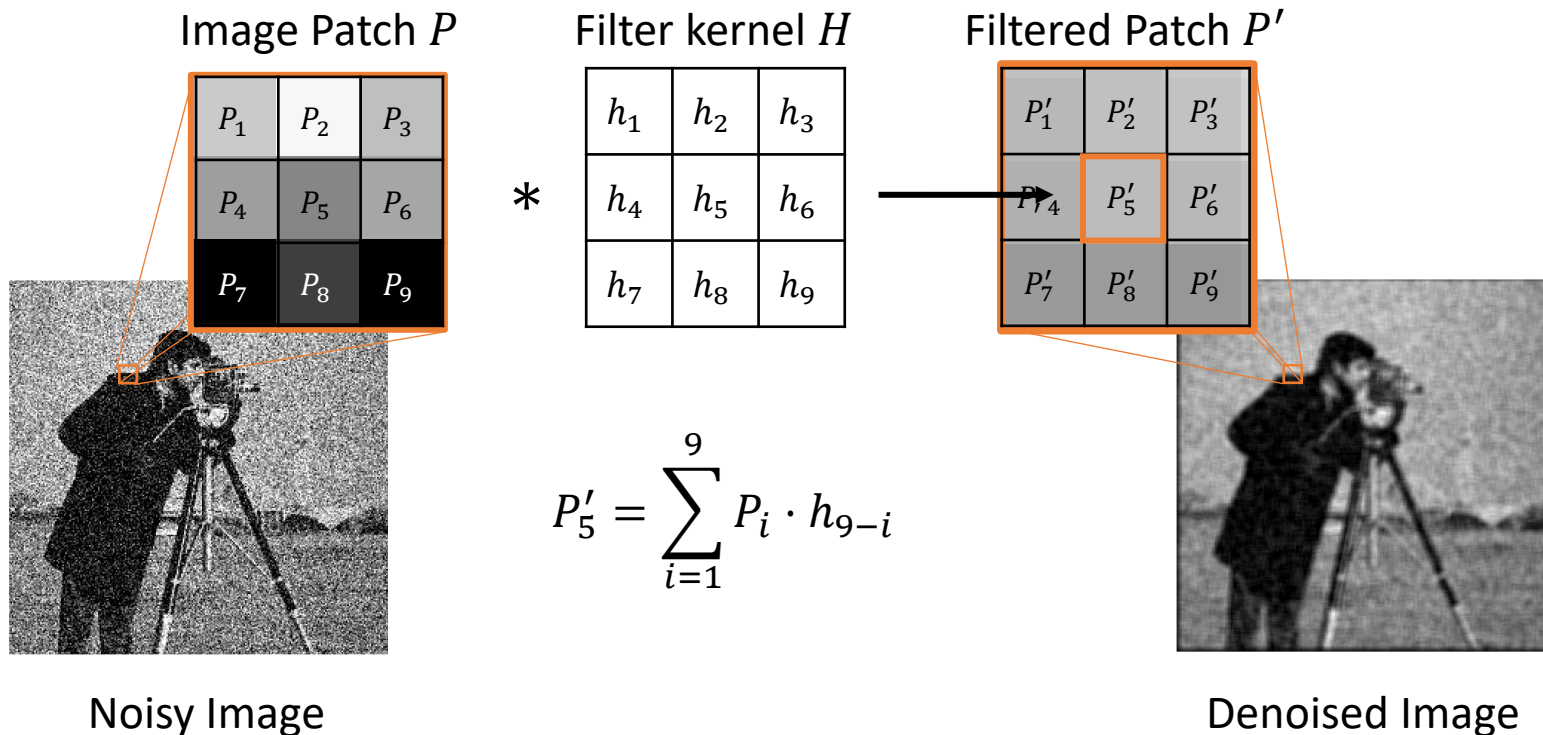 Image Patch P
Filter kernel H
Filtered Patch P′
P₁ P₂ P₃
P₄ P₅ P₆
P₇ P₈ P₉
*
h₁ h₂ h₃
h₄ h₅ h₆
h₇ h₈ h₉
P′₁ P′₂ P′₃
P′₄ P′₅ P′₆
P′₇ P′₈ P′₉
P′₅ = ∑ᵢ₌₁⁹ Pᵢ · h₉₋ᵢ
Noisy Image
Denoised Image